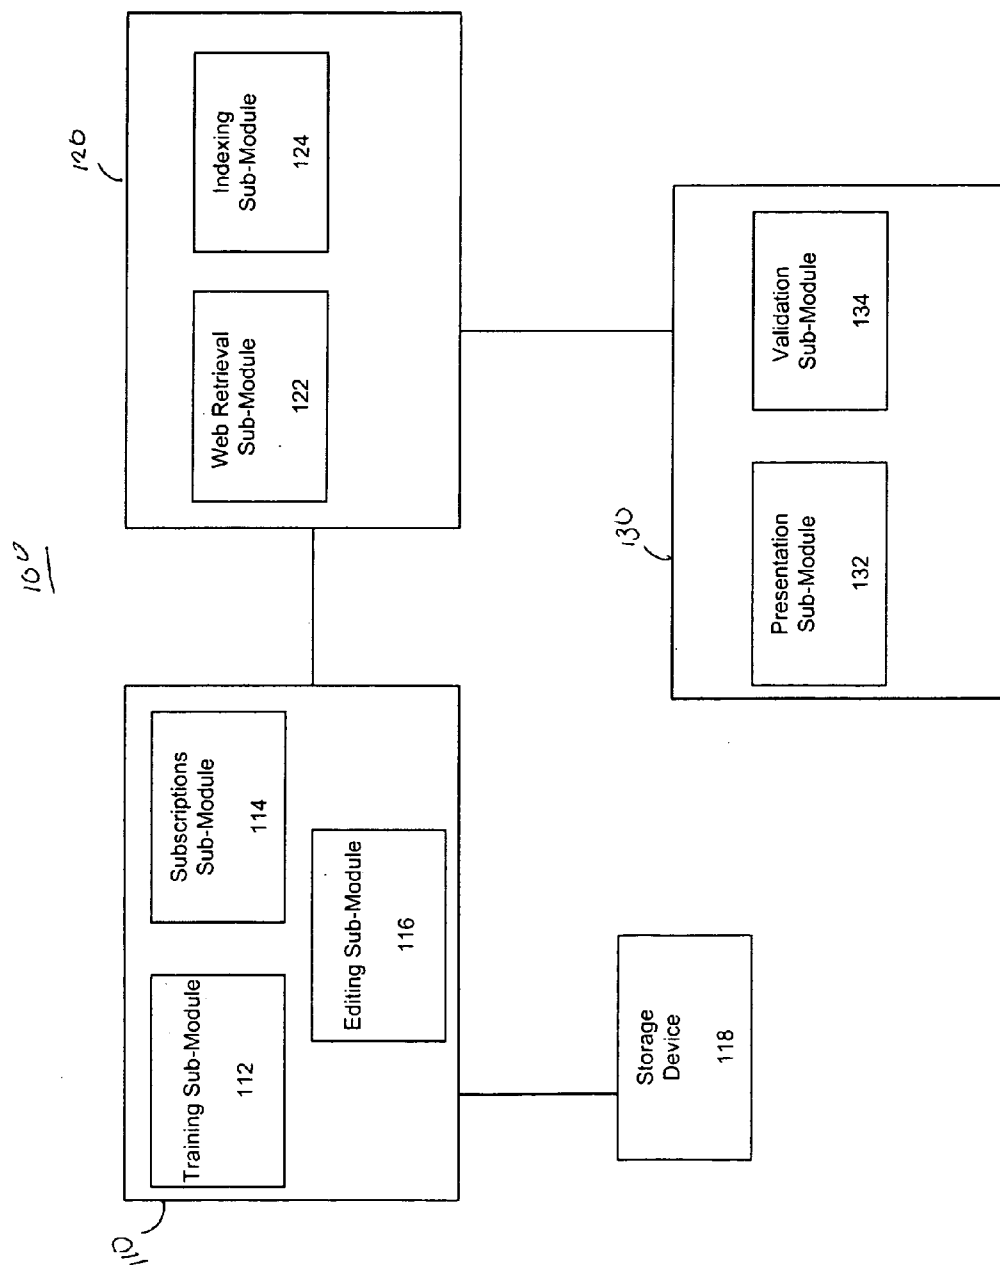 100
120
110
Training Sub-Module
112
Subscriptions
Sub-Module
114
Editing Sub-Module
116
Web Retrieval
Sub-Module
122
Indexing
Sub-Module
124
Storage
Device
118
130
Presentation
Sub-Module
132
Validation
Sub-Module
134